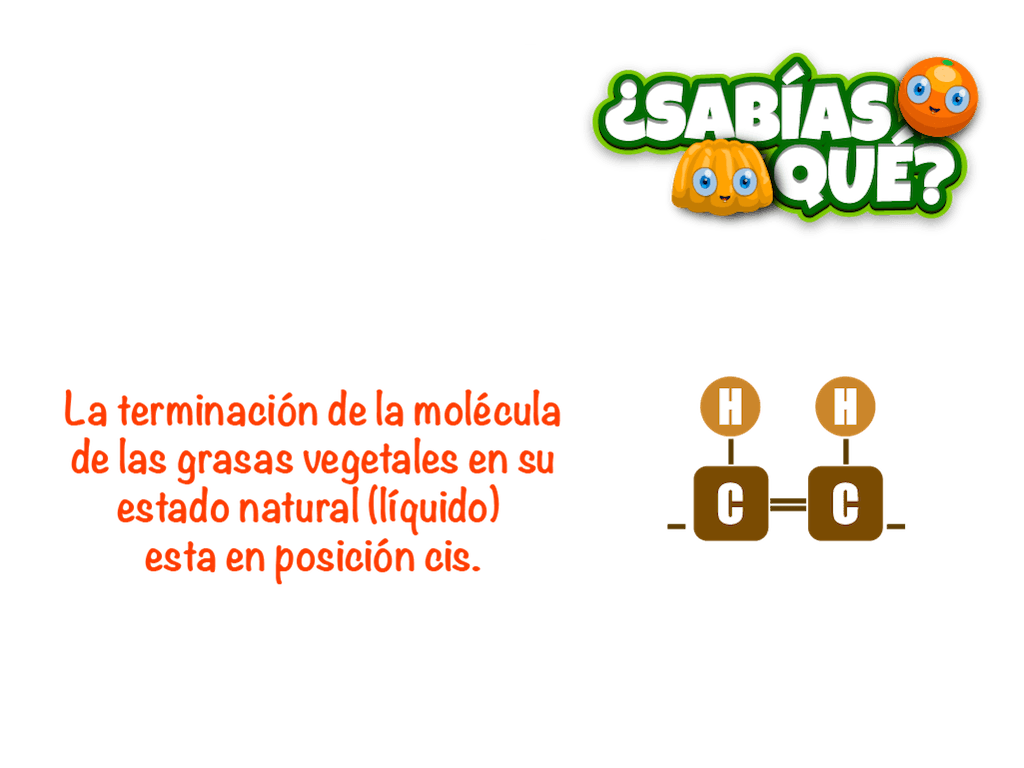 ¿SABÍAS
QUÉ?
La terminación de la molécula
de las grasas vegetales en su
estado natural (líquido)
esta en posición cis.
H H
C C